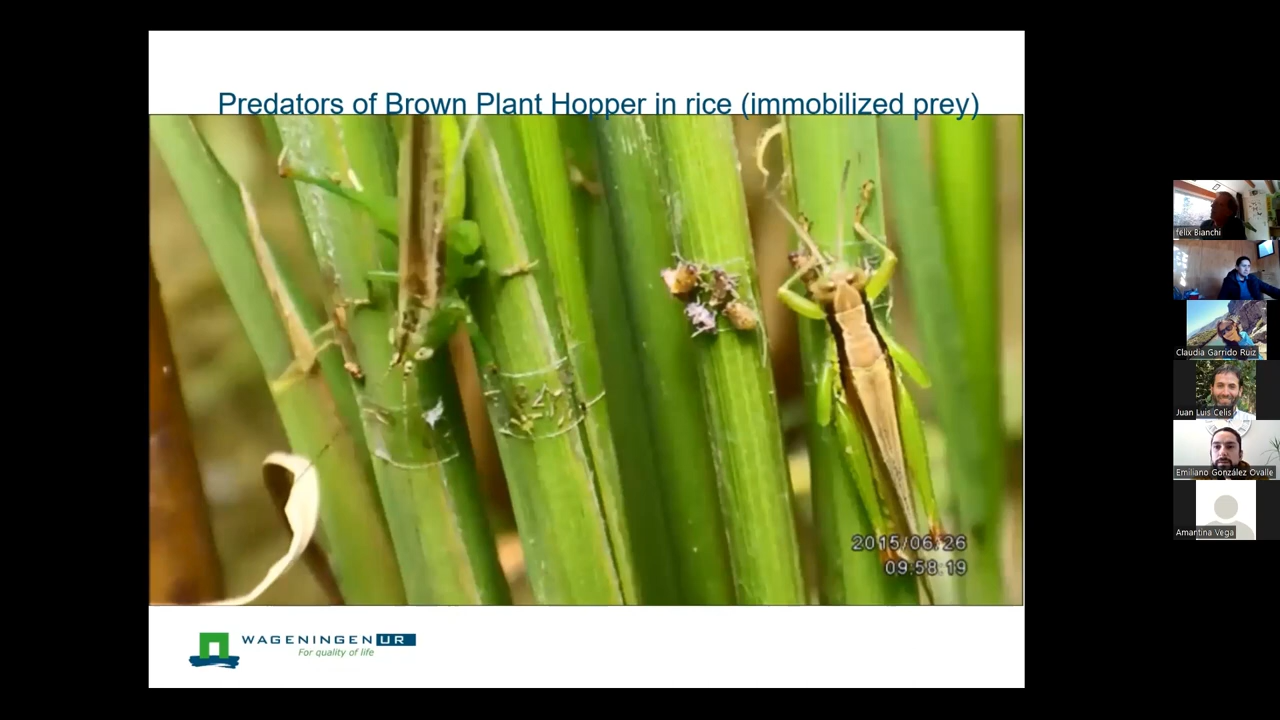 Predators of Brown Plant Hopper in rice (immobilized prey)
2015/06/26
09:58:19
WAGENINGEN UR
For quality of life
felix Bianchi
Claudia Garrido Ruiz
Juan Luis Celis
Emiliano González Ovalle
Amantina Vega